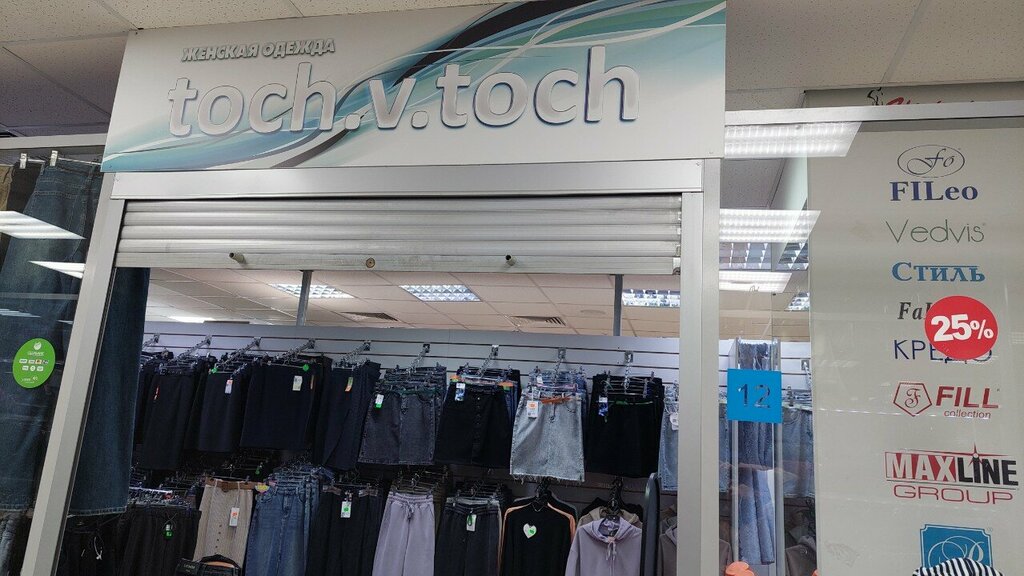 ЖЕНСКАЯ ОДЕЖДА
toch.v.toch
12
Fo
FILeo
Vedvis
Стиль
25%
F
FILL
collection
MAXLINE
GROUP